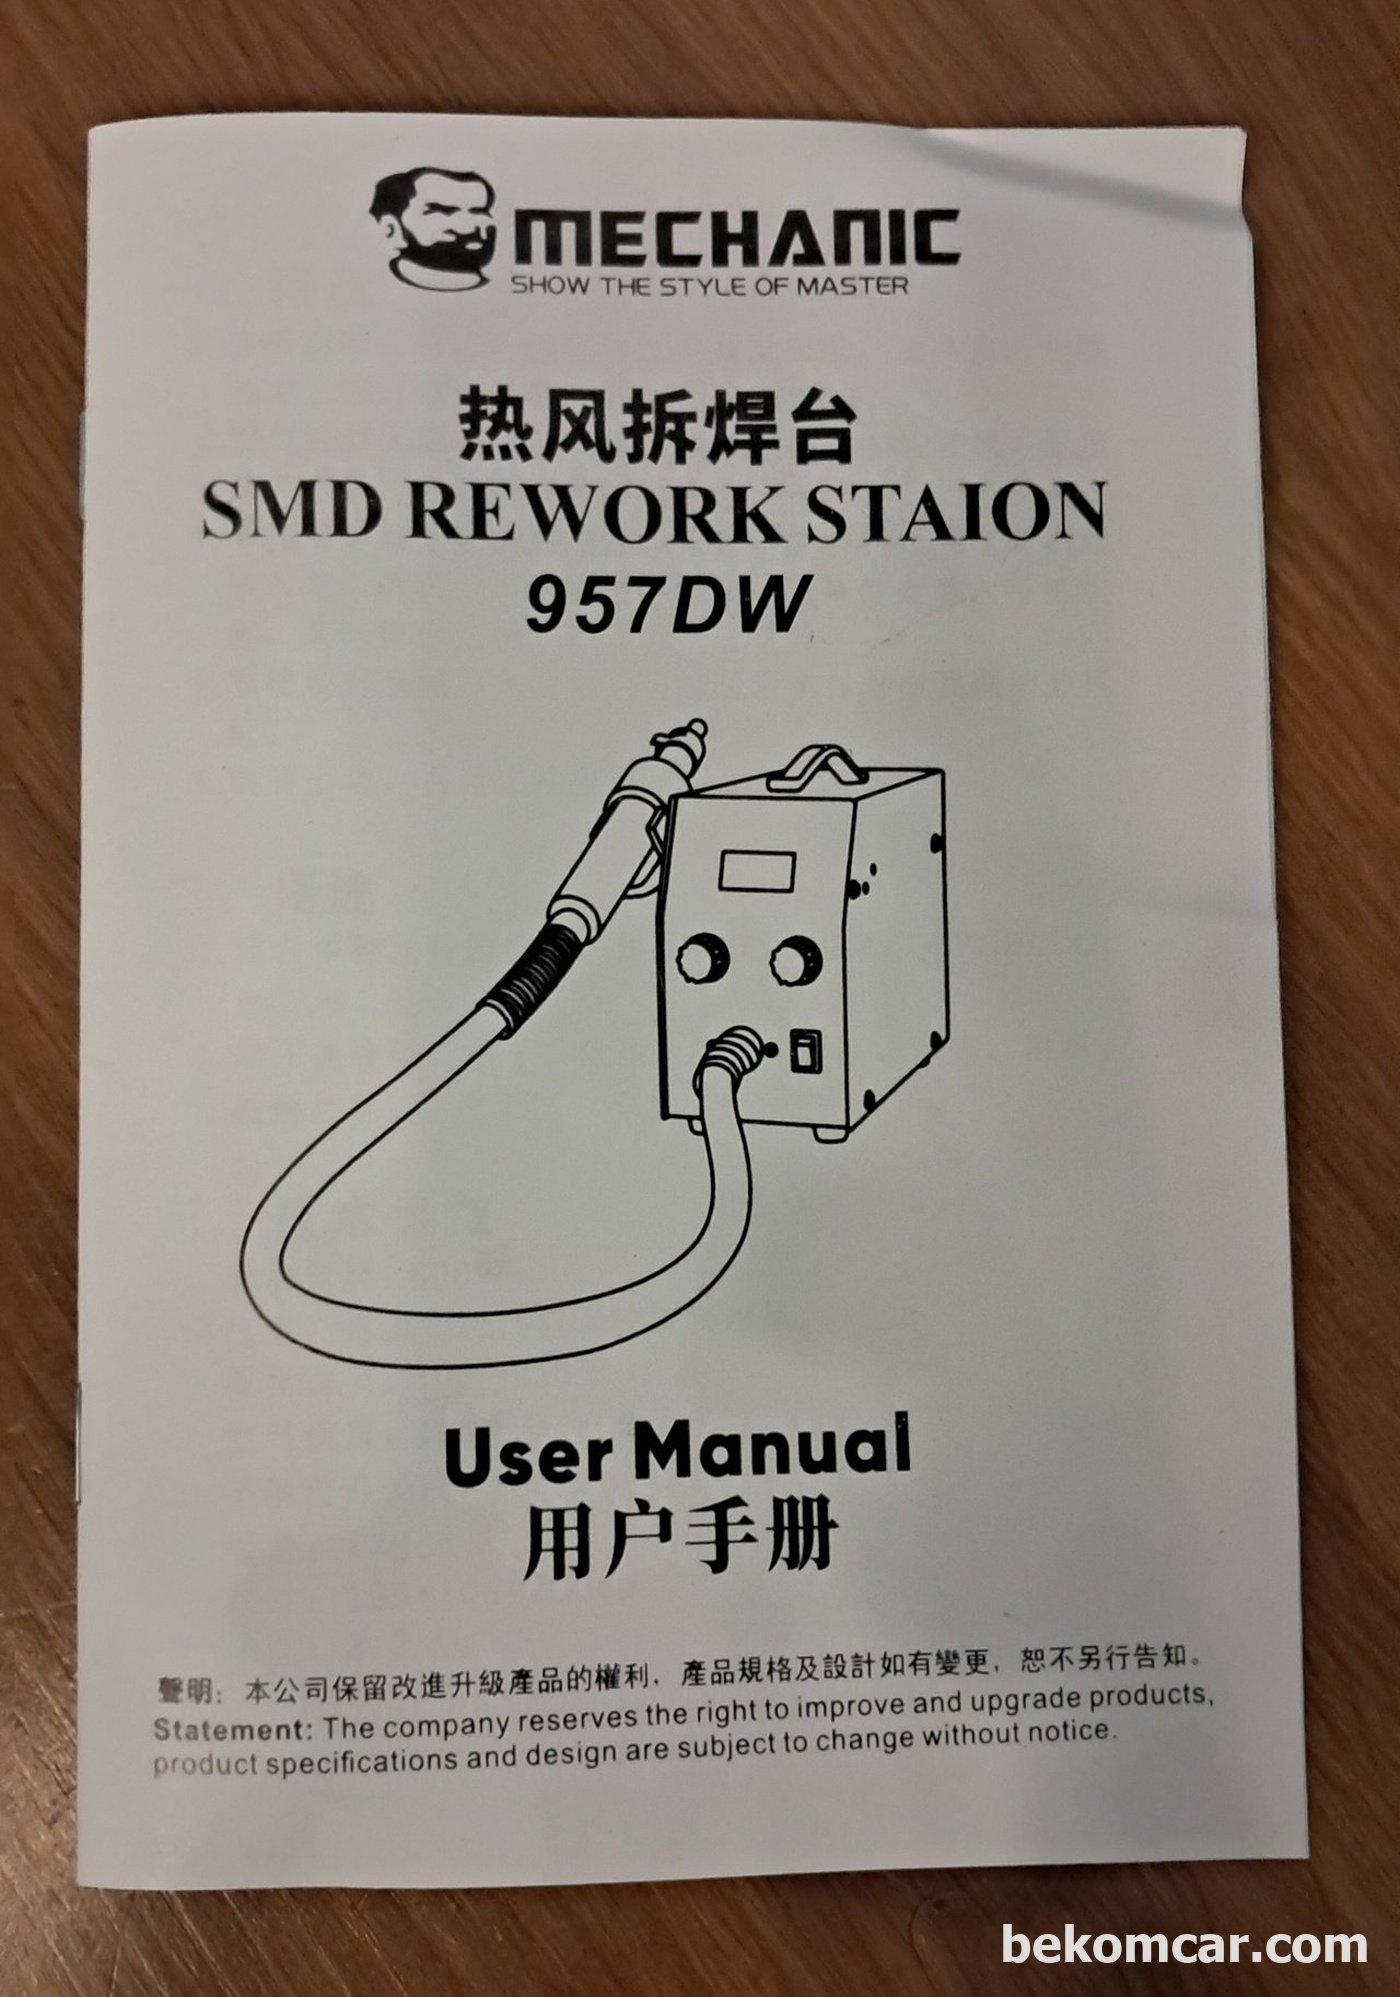 MECHANIC
SHOW THE STYLE OF MASTER
热风拆焊台
SMD REWORK STAION
957DW
User Manual
用户手册
聲明：本公司保留改進升級產品的權利，產品規格及設計如有變更，恕不另行告知。
Statement: The company reserves the right to improve and upgrade products,
product specifications and design are subject to change without notice.
bekomcar.com